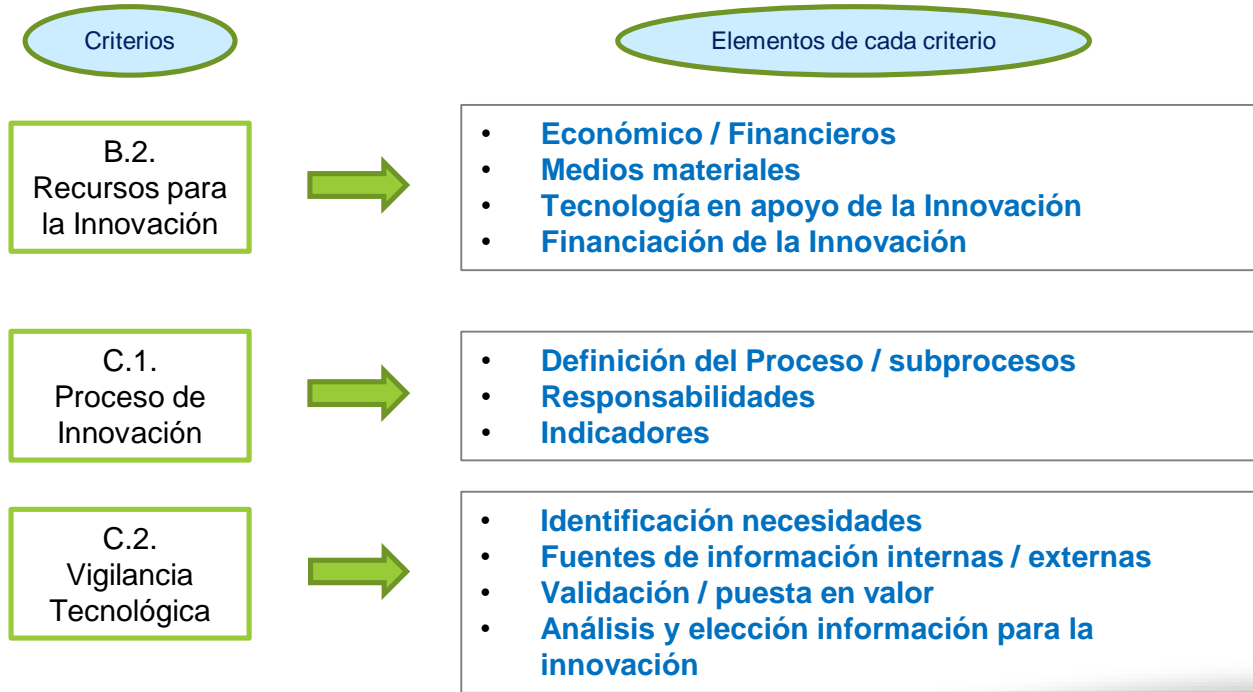 Criterios
Elementos de cada criterio
B.2.
Recursos para
la Innovación
• Económico / Financieros
• Medios materiales
• Tecnología en apoyo de la Innovación
• Financiación de la Innovación
C.1.
Proceso de
Innovación
• Definición del Proceso / subprocesos
• Responsabilidades
• Indicadores
C.2.
Vigilancia
Tecnológica
• Identificación necesidades
• Fuentes de información internas / externas
• Validación / puesta en valor
• Análisis y elección información para la
innovación